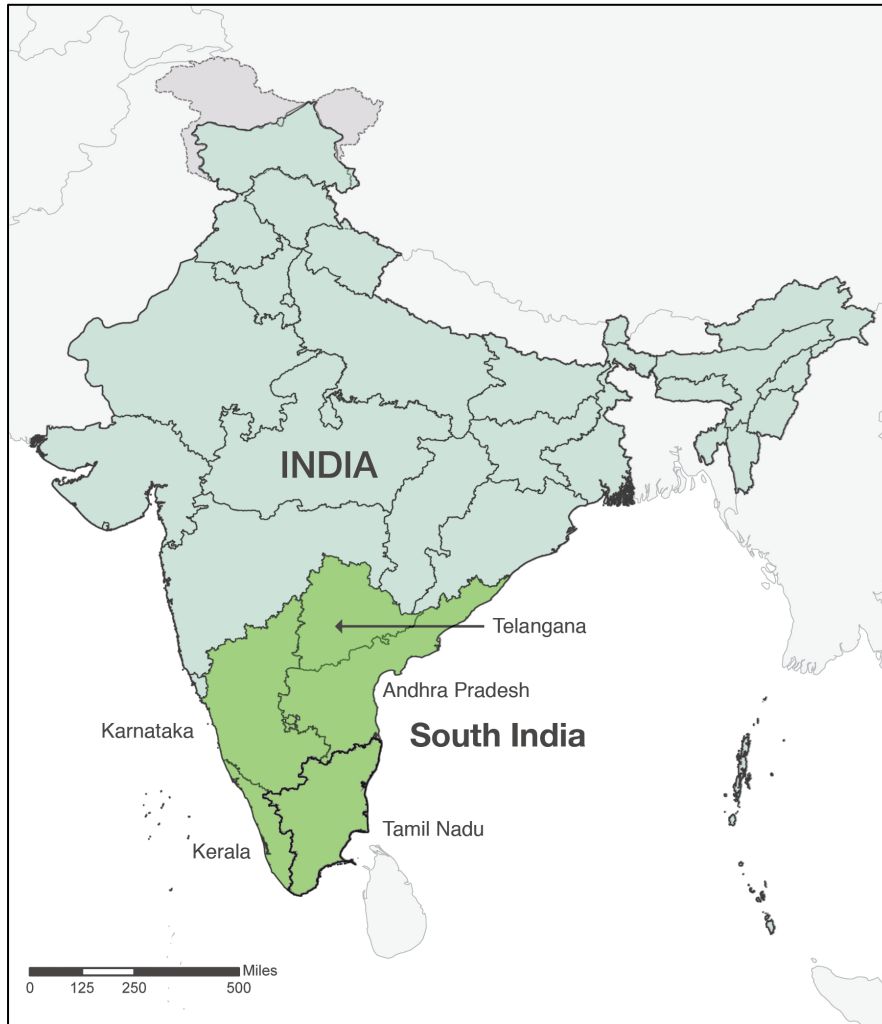 INDIA
Telangana
Andhra Pradesh
South India
Karnataka
Tamil Nadu
Kerala
Miles
0 125 250 500